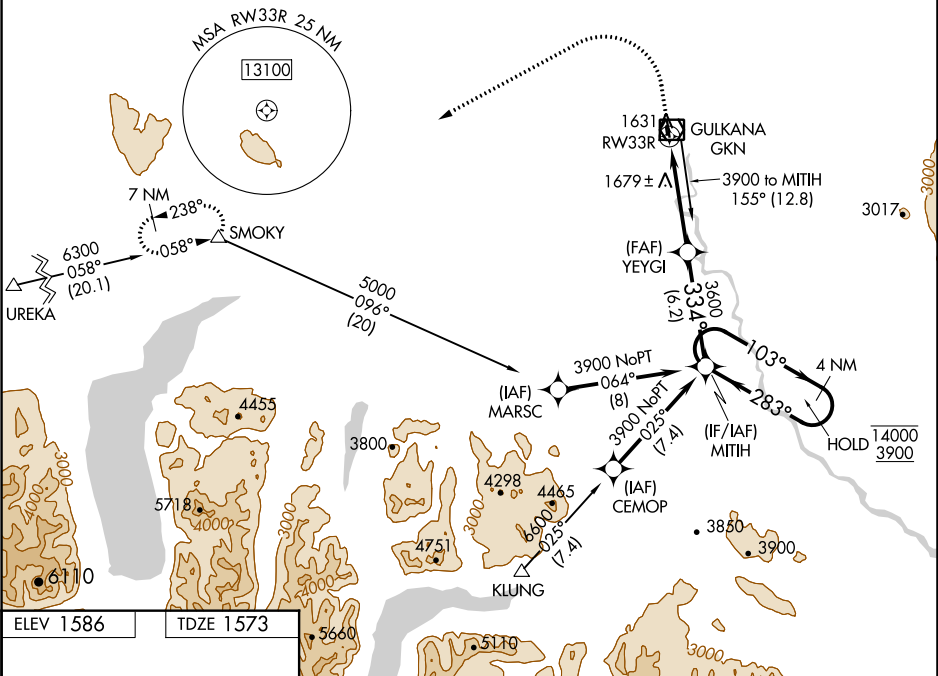 MSA RW33R 25 NM
13100
1631
RW33R
GULKANA
GKN
1679±
3900 to MITIH
155° (12.8)
3000
3017
7 NM
238°
058°
SMOKY
6300
058°
(20.1)
UREKA
(FAF)
YEYGI
5000
096°
(20)
3600
334°
(6.2)
103°
4 NM
283°
3900 NoPT
064°
(8)
(IAF)
MARSC
3900 NoPT
025°
(7.4)
(IF/IAF)
MITIH
HOLD
14000
3900
(IAF)
CEMOP
4455
3800
3000
4000
5718
4000
3000
4298
4465
3000
6600
025°
(7.4)
4751
KLUNG
3850
3900
6110
4000
5660
5110
3000
ELEV 1586
TDZE 1573